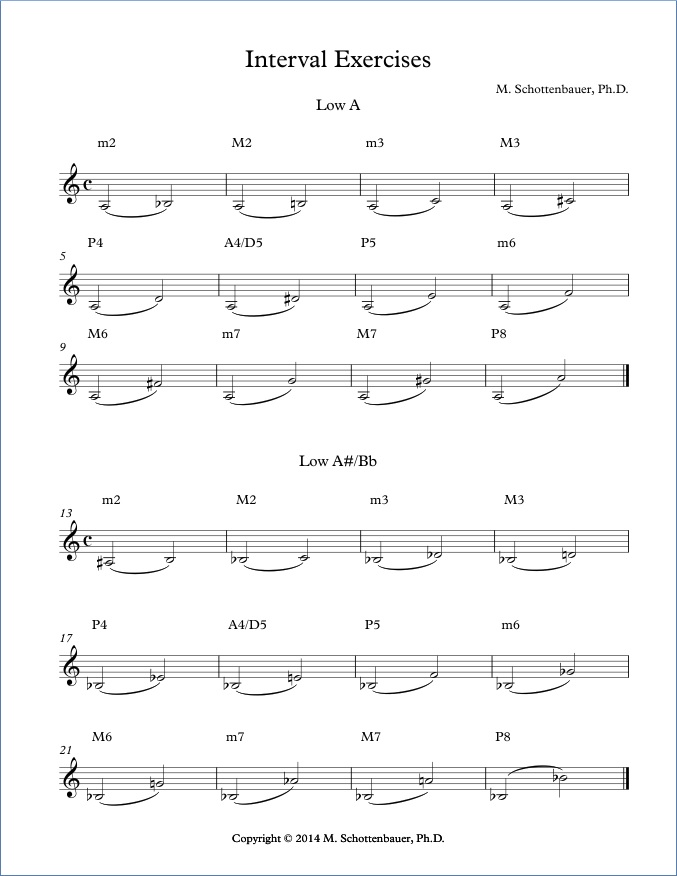 Interval Exercises
M. Schottenbauer, Ph.D.
Low A
m2 M2 m3 M3
5
P4 A4/D5 P5 m6
9
M6 m7 M7 P8
Low A#/Bb
13
m2 M2 m3 M3
17
P4 A4/D5 P5 m6
21
M6 m7 M7 P8
Copyright © 2014 M. Schottenbauer, Ph.D.